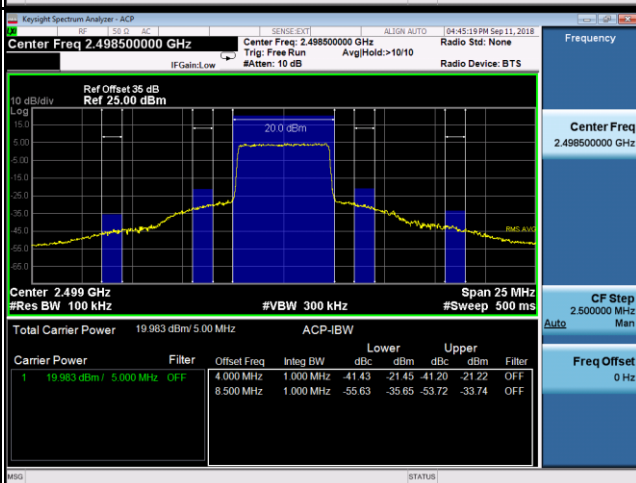 Keysight Spectrum Analyzer - ACP
RF 50 Ω AC SENSE:EXT ALIGN AUTO 04:45:19 PM Sep 11, 2018
Center Freq 2.498500000 GHz
Center Freq: 2.498500000 GHz
Radio Std: None
Trig: Free Run Avg|Hold:>10/10
IFGain:Low #Atten: 10 dB Radio Device: BTS
Frequency
Ref Offset 35 dB
10 dB/div Ref 25.00 dBm
Log
15.0
20.0 dBm
5.00
-5.00
-15.0
-25.0
-35.0
-45.0
RMS AVG
-55.0
-65.0
Center 2.499 GHz Span 25 MHz
#Res BW 100 kHz #VBW 300 kHz #Sweep 500 ms
Total Carrier Power 19.983 dBm/ 5.00 MHz ACP-IBW
Lower Upper
Carrier Power Filter Offset Freq Integ BW dBc dBm dBc dBm Filter
1 19.983 dBm / 5.000 MHz OFF 4.000 MHz 1.000 MHz -41.43 -21.45 -41.20 -21.22 OFF
8.500 MHz 1.000 MHz -55.63 -35.65 -53.72 -33.74 OFF
Center Freq
2.498500000 GHz
CF Step
2.500000 MHz
Auto Man
Freq Offset
0 Hz
MSG STATUS